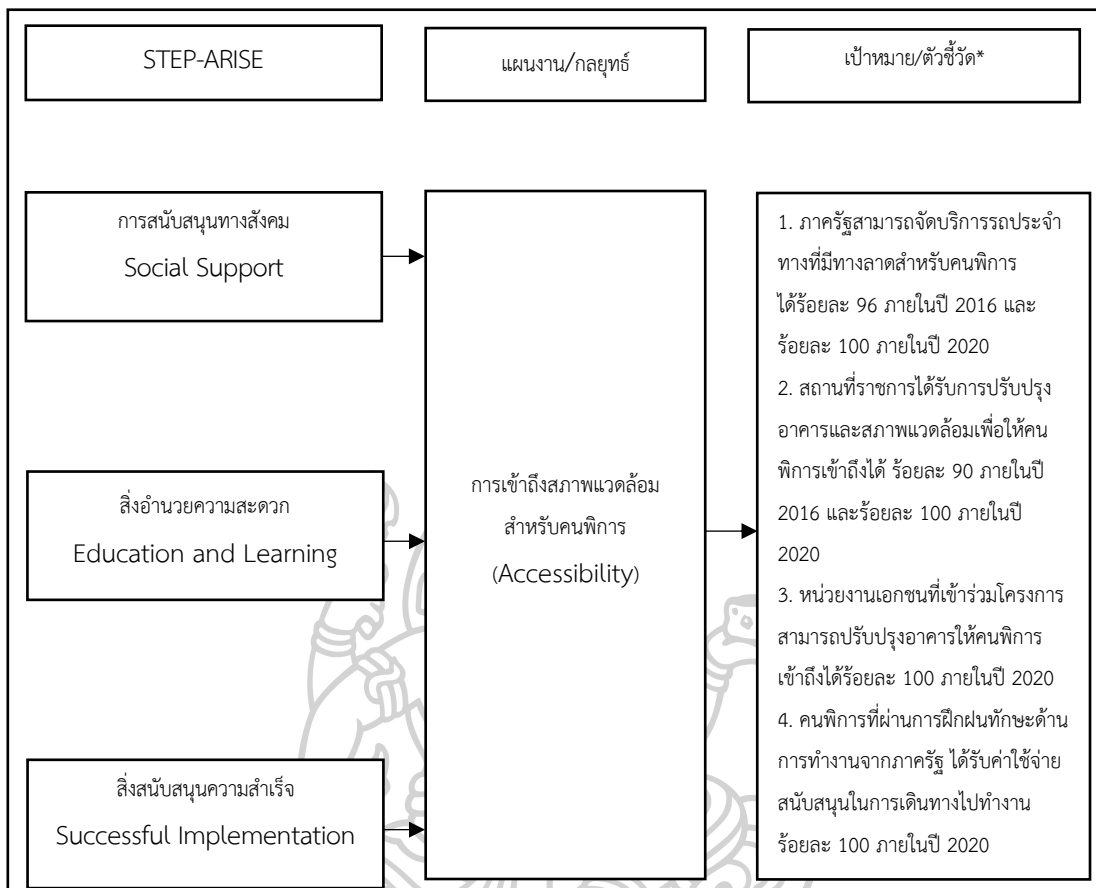 STEP-ARISE
แผนงาน/กลยุทธ์
เป้าหมาย/ตัวชี้วัด*
การสนับสนุนทางสังคม
Social Support
สิ่งอำนวยความสะดวก
Education and Learning
สิ่งสนับสนุนความสำเร็จ
Successful Implementation
การเข้าถึงสภาพแวดล้อม
สำหรับคนพิการ
(Accessibility)
1. ภาครัฐสามารถจัดบริการรถประจำ
ทางที่มีทางลาดสำหรับคนพิการ
ได้ร้อยละ 96 ภายในปี 2016 และ
ร้อยละ 100 ภายในปี 2020
2. สถานที่ราชการได้รับการปรับปรุง
อาคารและสภาพแวดล้อมเพื่อให้คน
พิการเข้าถึงได้ ร้อยละ 90 ภายในปี
2016 และร้อยละ 100 ภายในปี
2020
3. หน่วยงานเอกชนที่เข้าร่วมโครงการ
สามารถปรับปรุงอาคารให้คนพิการ
เข้าถึงได้ร้อยละ 100 ภายในปี 2020
4. คนพิการที่ผ่านการฝึกฝนทักษะด้าน
การทำงานจากภาครัฐ ได้รับค่าใช้จ่าย
สนับสนุนในการเดินทางไปทำงาน
ร้อยละ 100 ภายในปี 2020